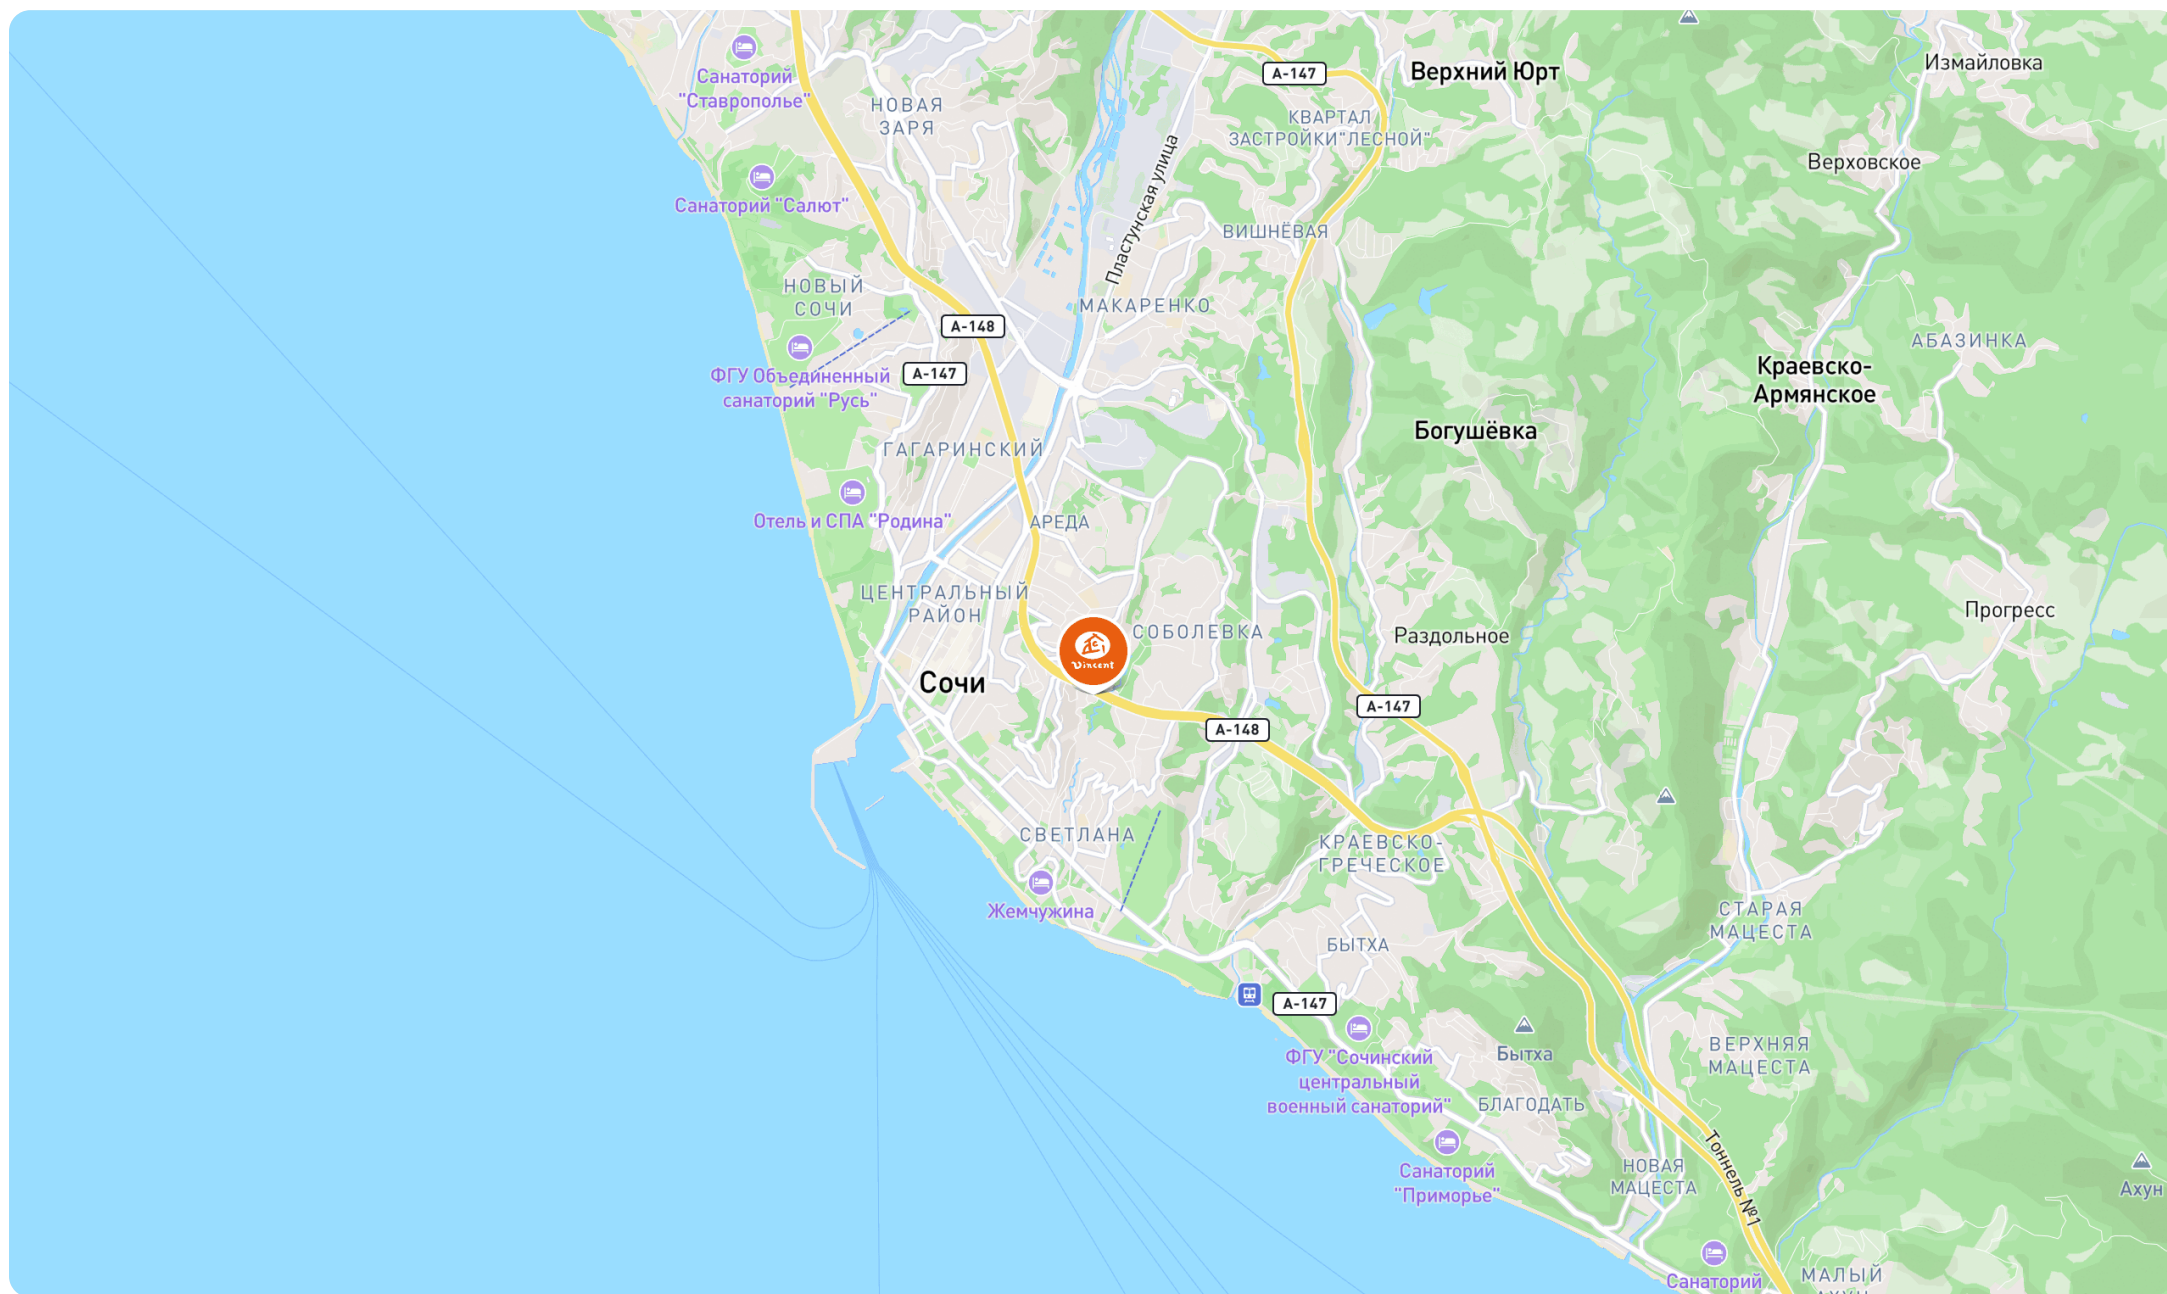 Санаторий
"Ставрополье"
НОВАЯ
ЗАРЯ
А-147
Верхний Юрт
Измайловка
КВАРТАЛ
ЗАСТРОЙКИ"ЛЕСНОЙ"
Верховское
Санаторий "Салют"
Пластунская улица
ВИШНЁВАЯ
НОВЫЙ
СОЧИ
МАКАРЕНКО
А-148
А-147
ФГУ Объединенный
санаторий "Русь"
АБАЗИНКА
Краевско-
Армянское
Богушёвка
ГАГАРИНСКИЙ
Отель и СПА "Родина"
АРЕДА
ЦЕНТРАЛЬНЫЙ
РАЙОН
Vincent
СОБОЛЕВКА
Раздольное
Прогресс
Сочи
А-147
А-148
СВЕТЛАНА
КРАЕВСКО-
ГРЕЧЕСКОЕ
Жемчужина
СТАРАЯ
МАЦЕСТА
БЫТХА
А-147
ФГУ "Сочинский
центральный
военный санаторий"
Бытха
ВЕРХНЯЯ
МАЦЕСТА
БЛАГОДАТЬ
Санаторий
"Приморье"
НОВАЯ
МАЦЕСТА
Тоннель №1
Ахун
Санаторий
МАЛЫЙ
АХУН